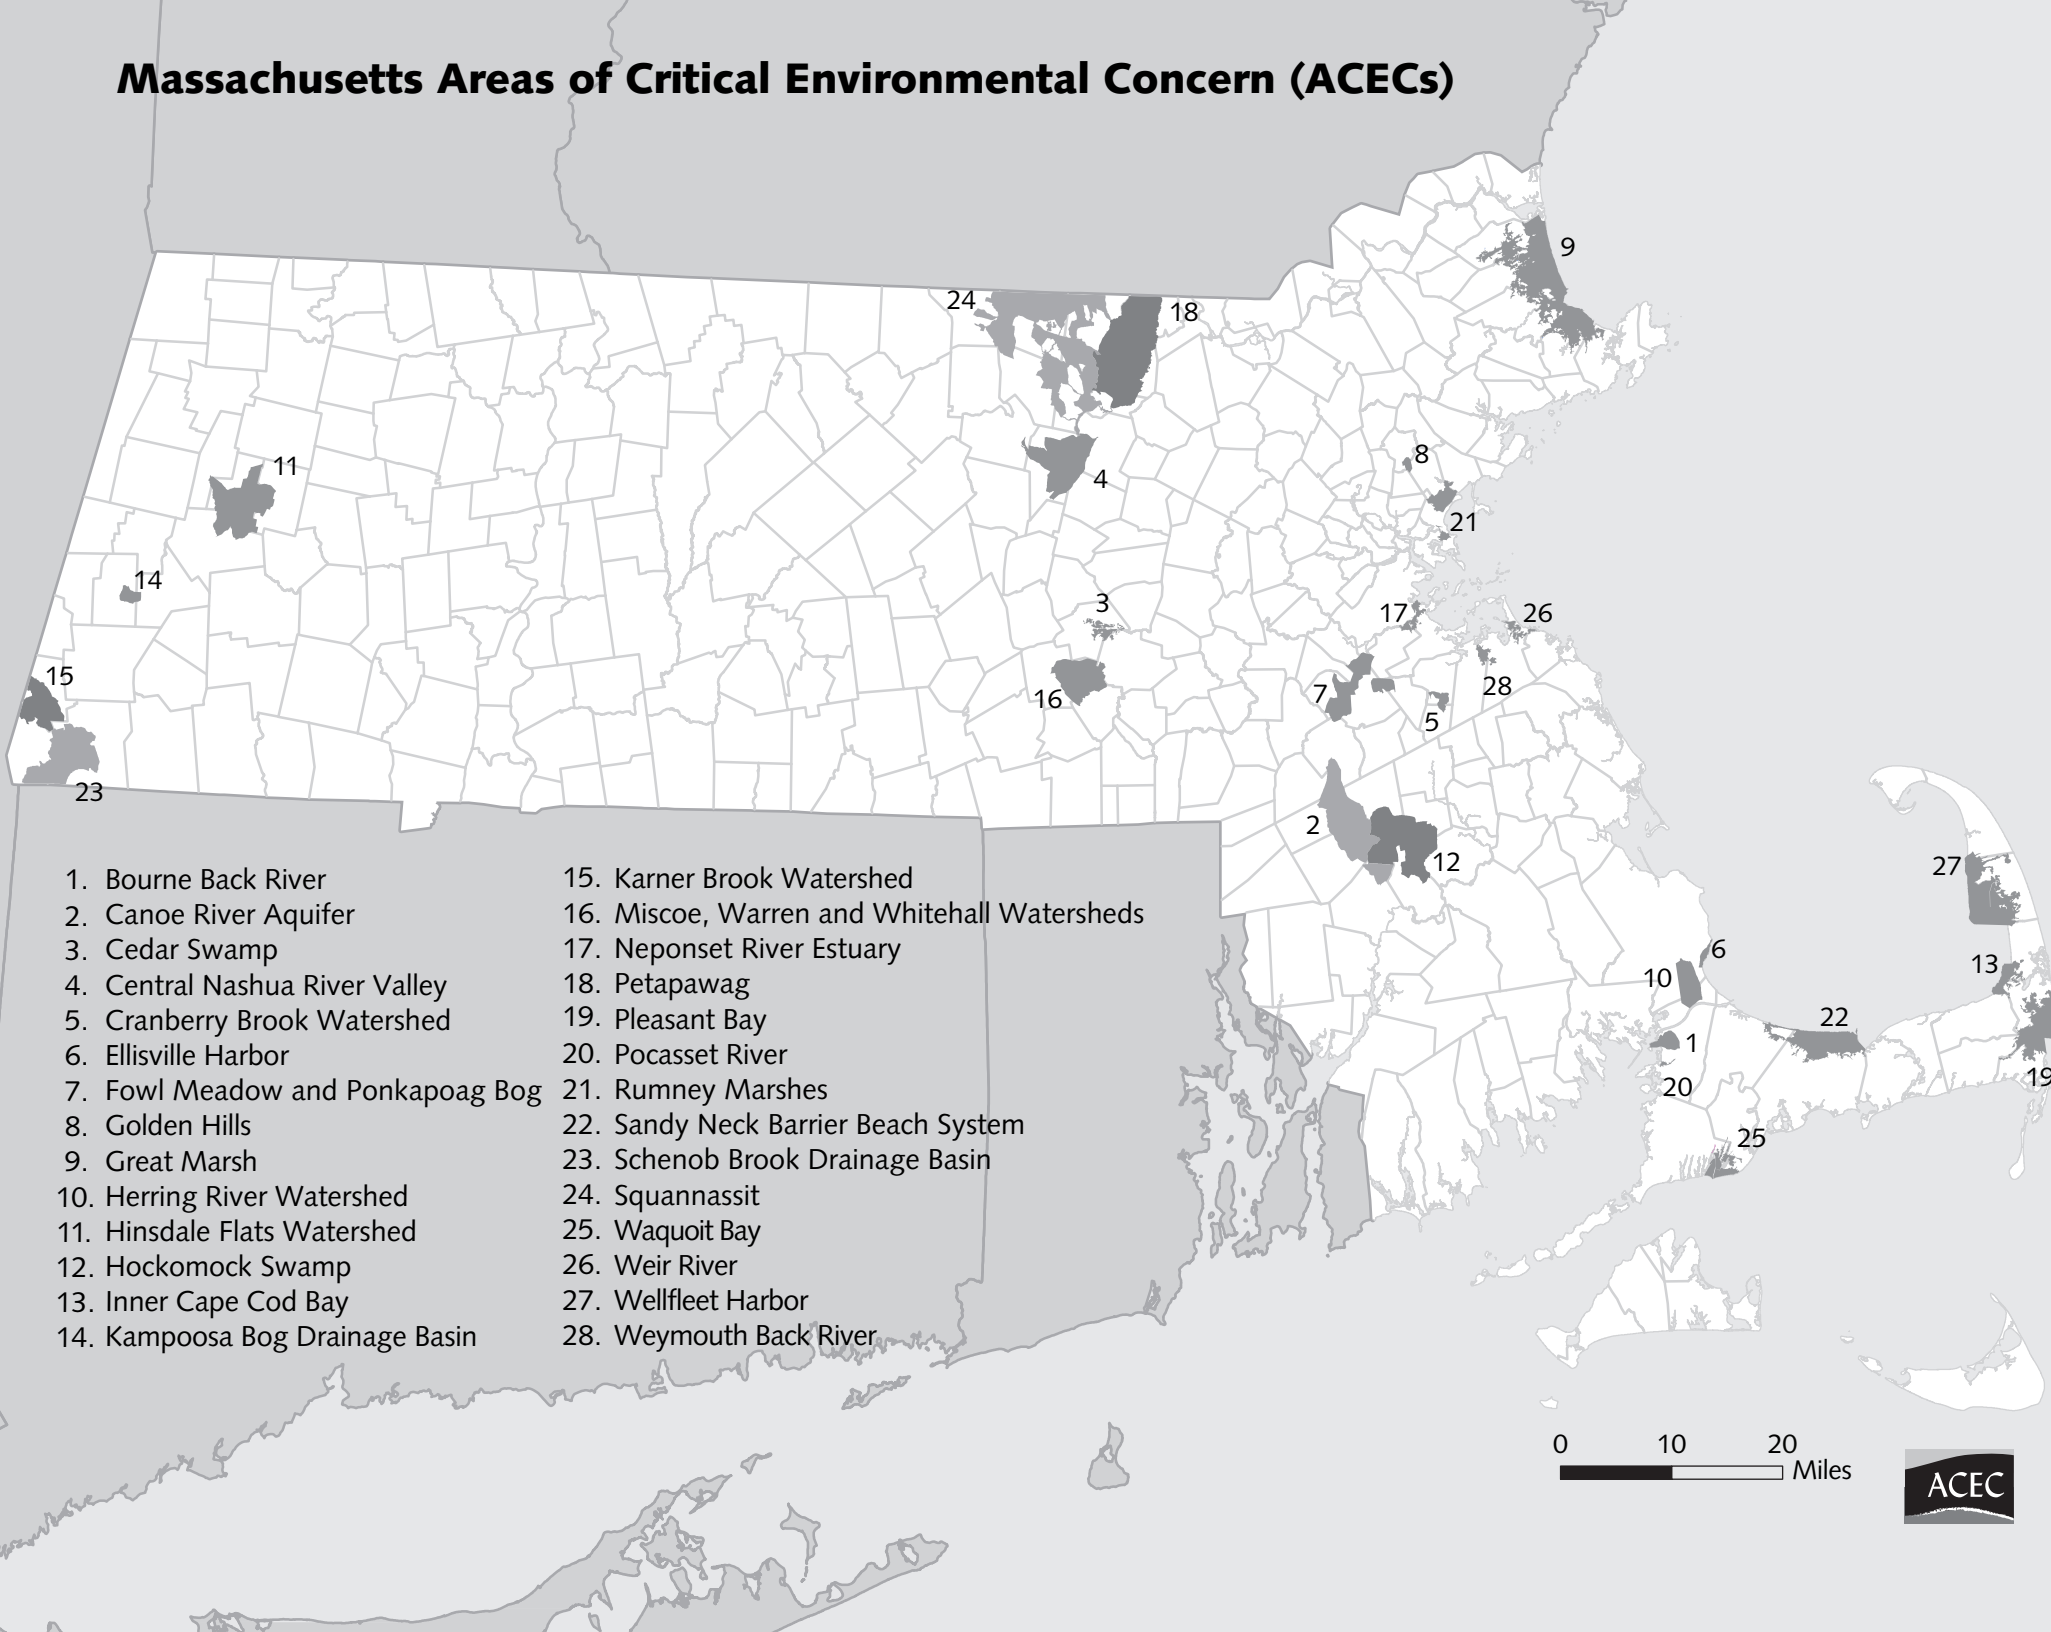 Massachusetts Areas of Critical Environmental Concern (ACECs)
9
24
18
11
8
4
21
14
3
17
26
15
16
7
28
5
23
2
12
27
6
10
13
22
1
19
20
25
1. Bourne Back River
2. Canoe River Aquifer
3. Cedar Swamp
4. Central Nashua River Valley
5. Cranberry Brook Watershed
6. Ellisville Harbor
7. Fowl Meadow and Ponkapoag Bog
8. Golden Hills
9. Great Marsh
10. Herring River Watershed
11. Hinsdale Flats Watershed
12. Hockomock Swamp
13. Inner Cape Cod Bay
14. Kampoosa Bog Drainage Basin
15. Karner Brook Watershed
16. Miscoe, Warren and Whitehall Watersheds
17. Neponset River Estuary
18. Petapawag
19. Pleasant Bay
20. Pocasset River
21. Rumney Marshes
22. Sandy Neck Barrier Beach System
23. Schenob Brook Drainage Basin
24. Squannassit
25. Waquoit Bay
26. Weir River
27. Wellfleet Harbor
28. Weymouth Back River
0 10 20
Miles
ACEC